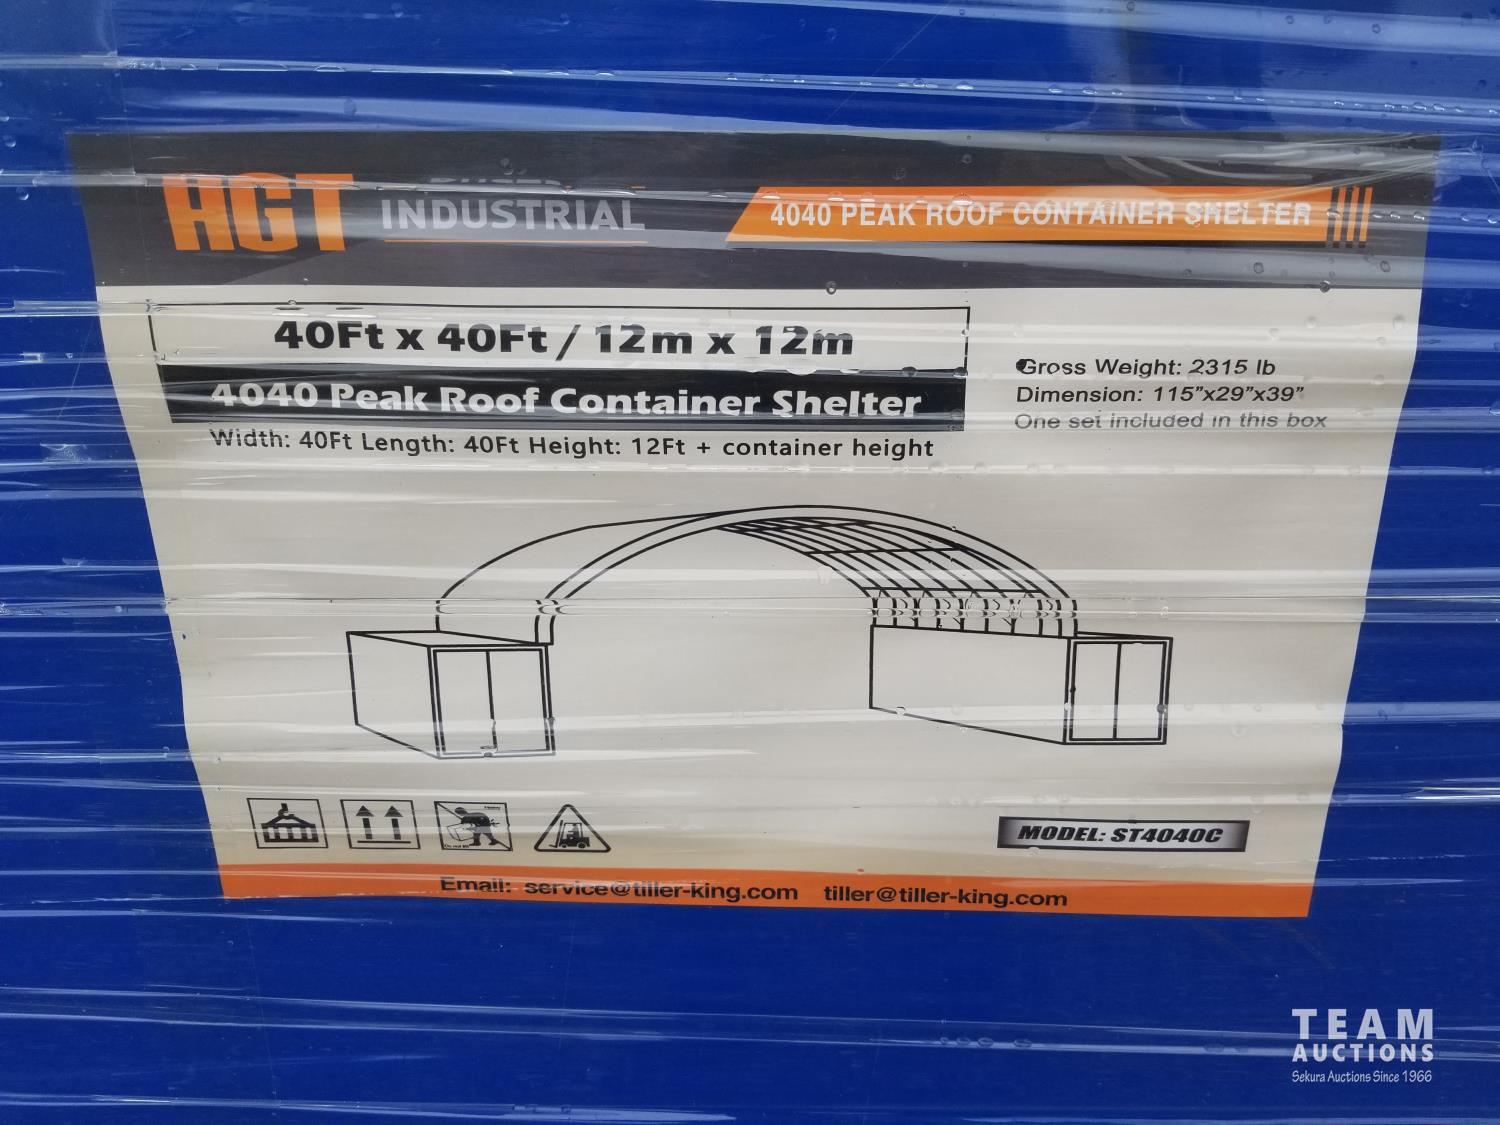 HGT
INDUSTRIAL
4040 PEAK ROOF CONTAINER SHELTER
40Ft x 40Ft / 12m x 12m
4040 Peak Roof Container Shelter
Width: 40Ft Length: 40Ft Height: 12Ft + container height
Gross Weight: 2315 lb
Dimension: 115”x29”x39”
One set included in this box
MODEL: ST4040C
Email: service@tiller-king.com tiller@tiller-king.com
TEAM
AUCTIONS
Sekura Auctions Since 1966